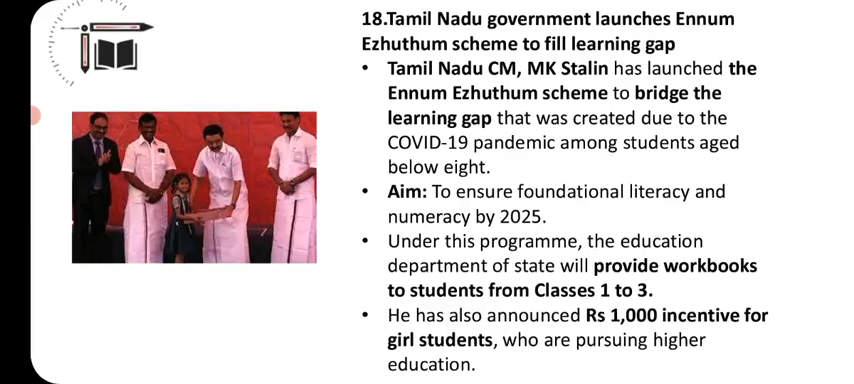 18.Tamil Nadu government launches Ennum
Ezhuthum scheme to fill learning gap
• Tamil Nadu CM, MK Stalin has launched the
Ennum Ezhuthum scheme to bridge the
learning gap that was created due to the
COVID-19 pandemic among students aged
below eight.
• Aim: To ensure foundational literacy and
numeracy by 2025.
• Under this programme, the education
department of state will provide workbooks
to students from Classes 1 to 3.
• He has also announced Rs 1,000 incentive for
girl students, who are pursuing higher
education.